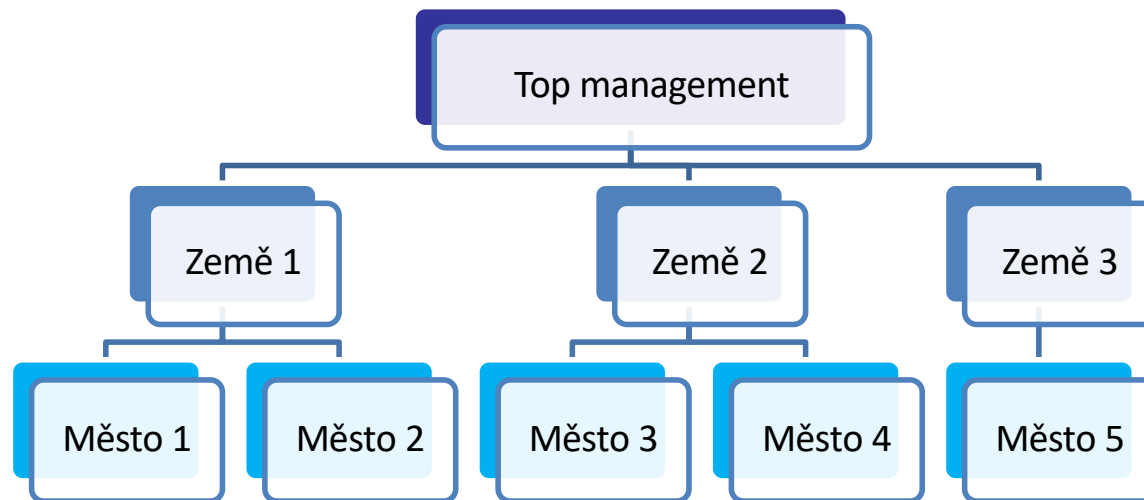 Top management
Země 1
Země 2
Země 3
Město 1
Město 2
Město 3
Město 4
Město 5